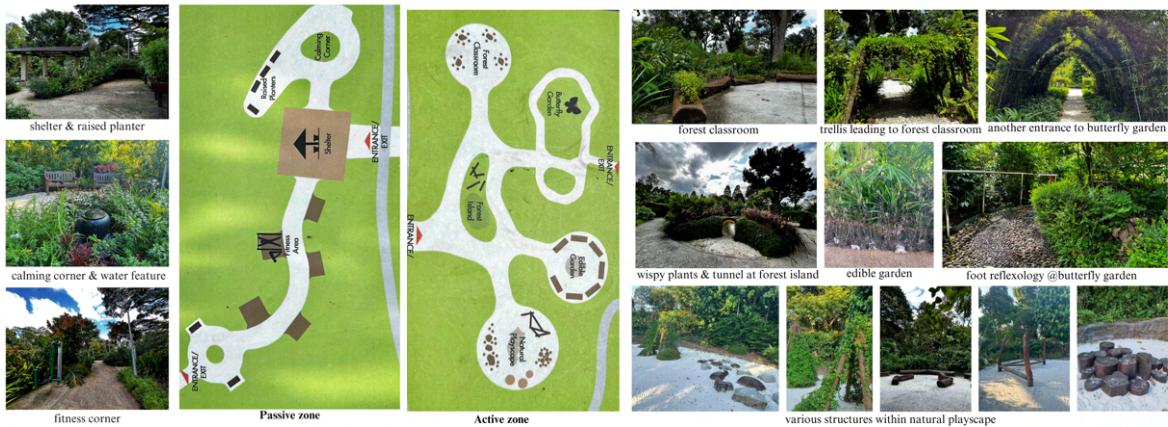 shelter & raised planter
calming corner & water feature
fitness corner
Calming
Corner
Raised
Planters
Shelter
ENTRANCE/
EXIT
Fitness
Area
ENTRANCE/
EXIT
Passive zone
Forest
Classroom
Butterfly
Garden
ENTRANCE/
EXIT
Forest
Island
ENTRANCE/
Edible
Garden
Natural
Playscape
Active zone
forest classroom
trellis leading to forest classroom
another entrance to butterfly garden
wispy plants & tunnel at forest island
edible garden
foot reflexology @butterfly garden
various structures within natural playscape